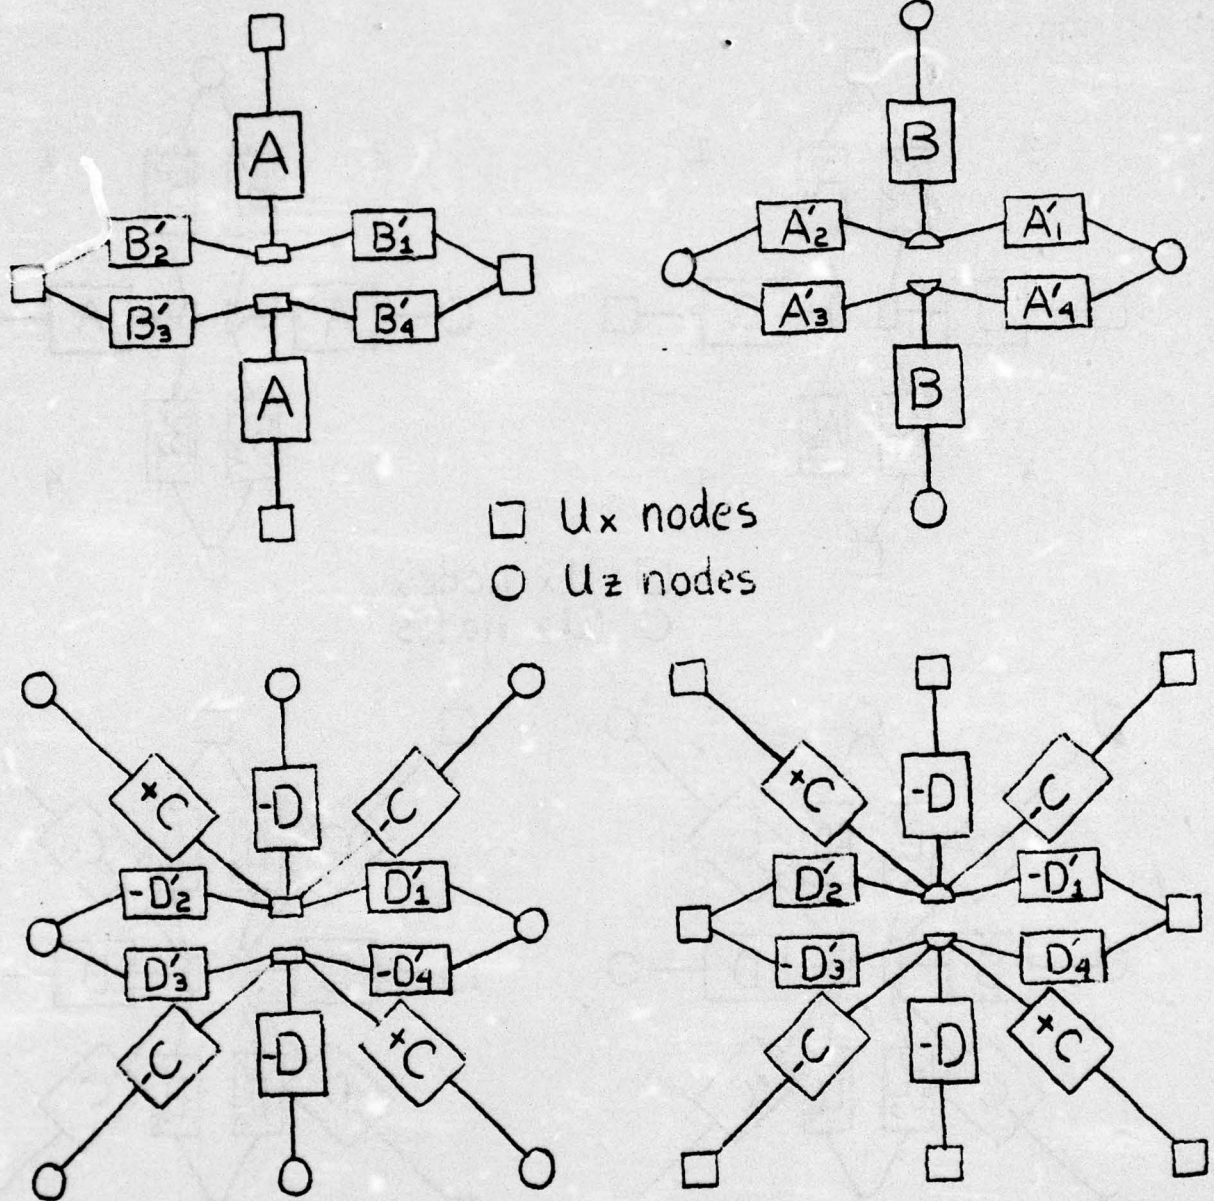 A
B
B'2
B'1
A'2
A'1
B'3
B'4
A'3
A'4
A
B
Ux nodes
Uz nodes
+C
-D
-C
+C
-D
-C
-D'2
D'1
D'2
-D'1
D'3
-D'4
-D'3
D'4
-C
-D
+C
-C
-D
+C